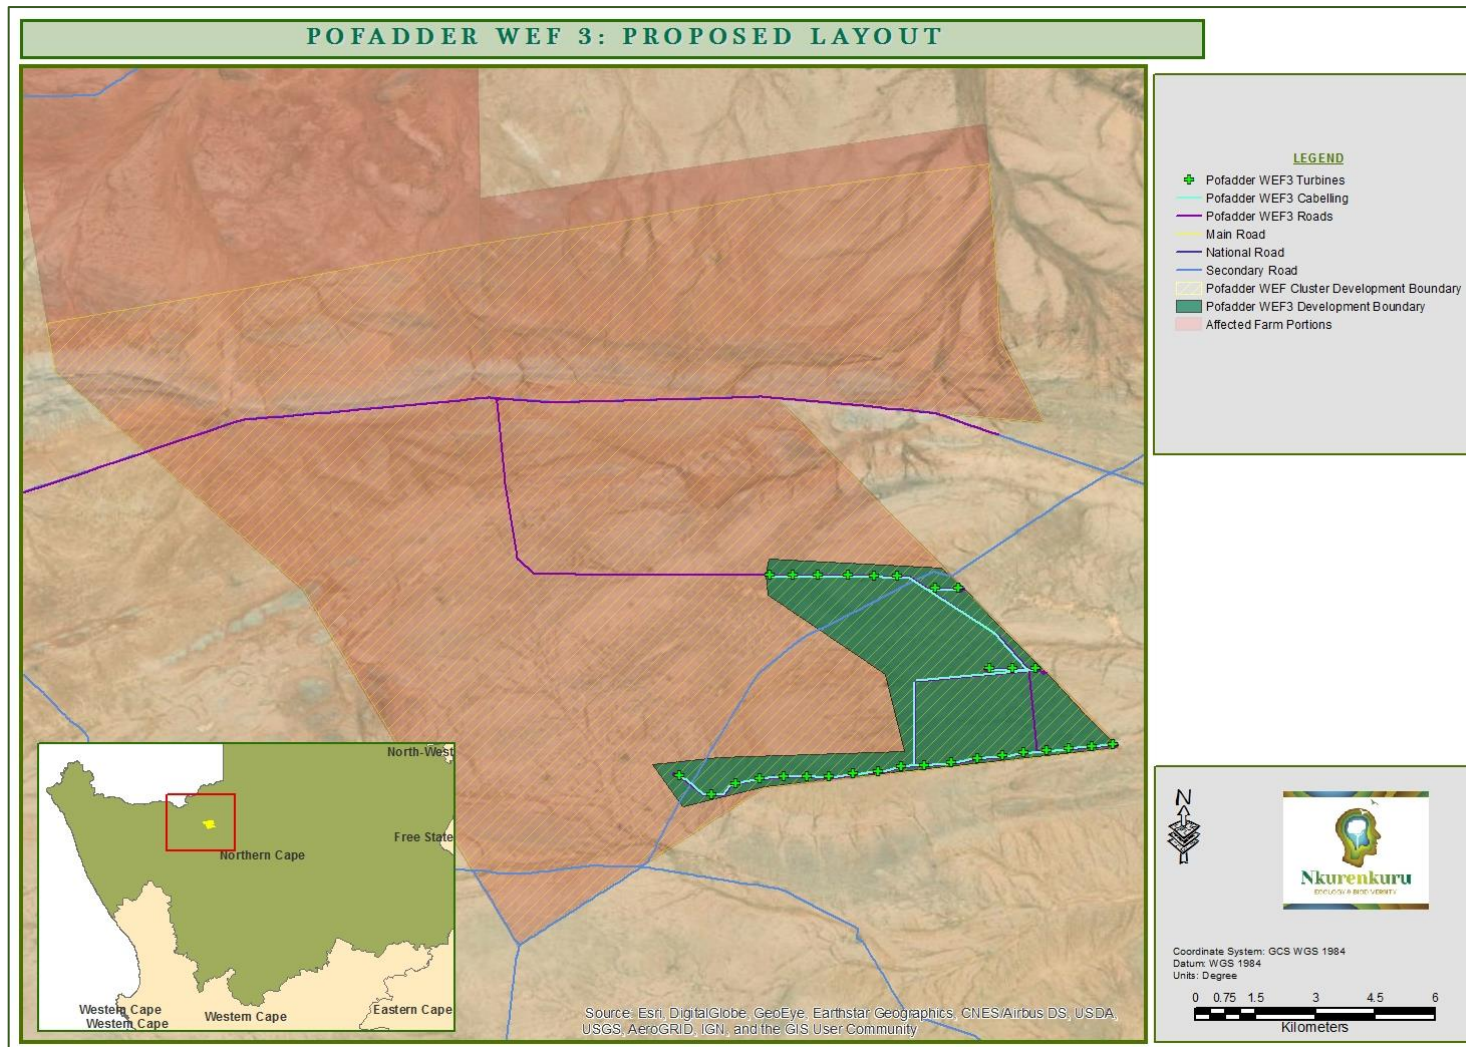 POFADDER WEF 3: PROPOSED LAYOUT
LEGEND
Pofadder WEF3 Turbines
Pofadder WEF3 Cabelling
Pofadder WEF3 Roads
Main Road
National Road
Secondary Road
Pofadder WEF Cluster Development Boundary
Pofadder WEF3 Development Boundary
Affected Farm Portions
North-West
Free State
Northern Cape
Western Cape
Western Cape
Western Cape
Eastern Cape
Source: Esri, DigitalGlobe, GeoEye, Earthstar Geographics, CNES/Airbus DS, USDA,
USGS, AeroGRID, IGN, and the GIS User Community
N
Nkurenkuru
ECOLOGY & BIODIVERSITY
Coordinate System: GCS WGS 1984
Datum: WGS 1984
Units: Degree
0 0.75 1.5 3 4.5 6
Kilometers